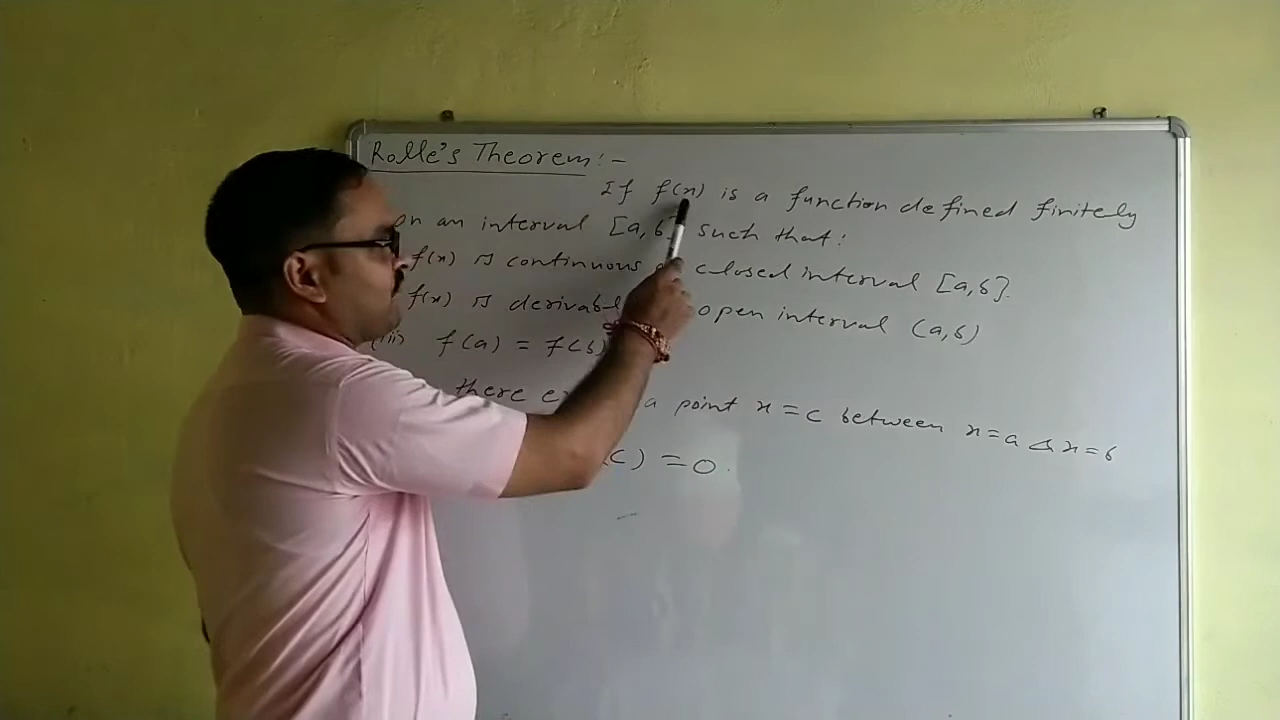 Rolle's Theorem:-
If f(x) is a function defined finitely
on an interval [a,b] such that:
f(x) is continuous closed interval [a,b].
f(x) is open interval (a,b)
(iii) f(a) = f(b)
there a point x=c between x=a & x=b
(c) = 0.